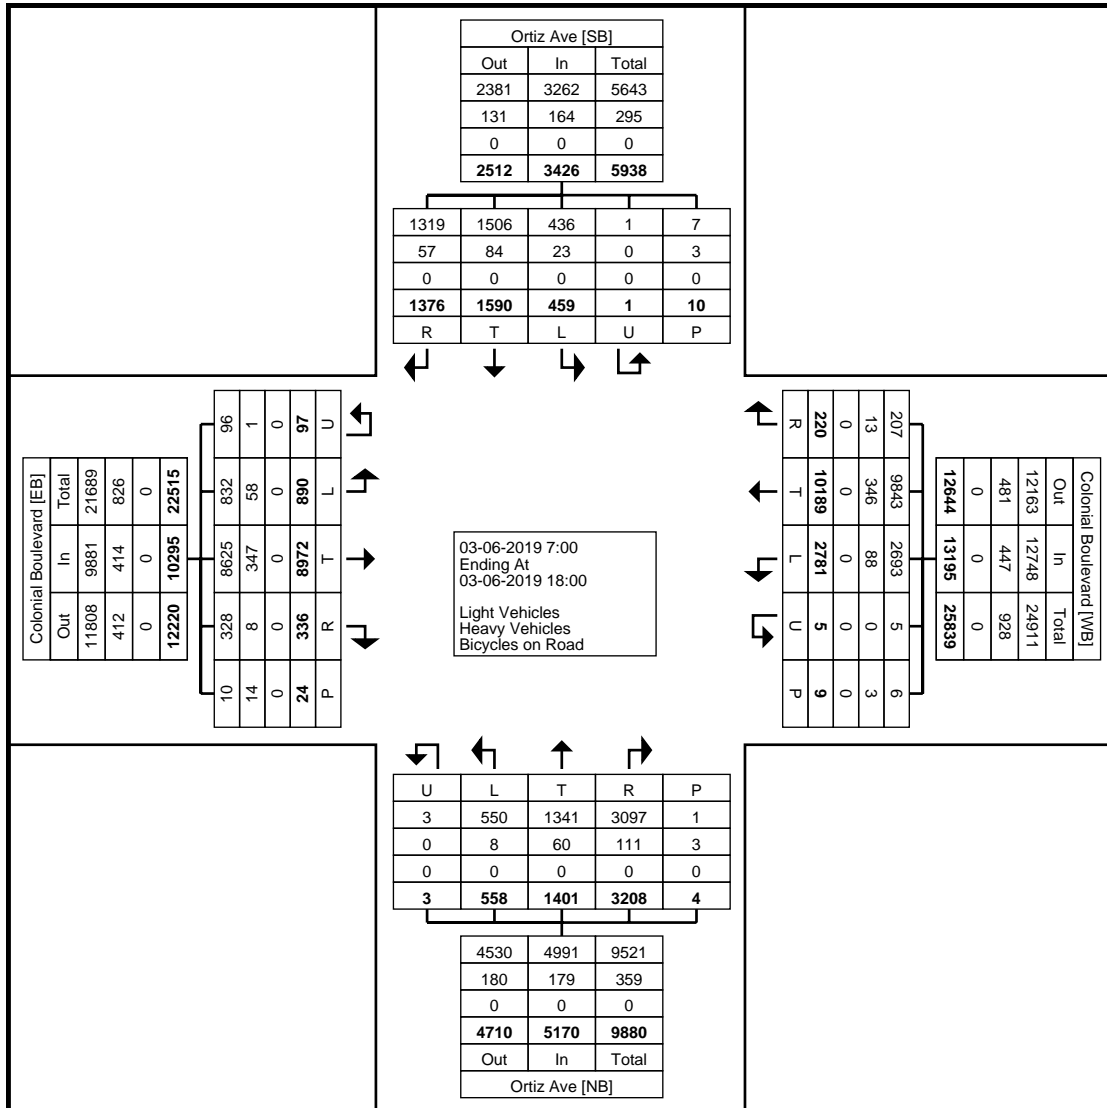 Ortiz Ave [SB]
Out In Total
2381 3262 5643
131 164 295
0 0 0
2512 3426 5938
1319 1506 436 1 7
57 84 23 0 3
0 0 0 0 0
1376 1590 459 1 10
R T L U P
Colonial Boulevard [EB]
Total In Out
21689 9881 11808
826 414 412
0 0 0
22515 10295 12220
96 832 8625 328 10
1 58 347 8 14
0 0 0 0 0
97 890 8972 336 24
U L T R P
03-06-2019 7:00
Ending At
03-06-2019 18:00
Light Vehicles
Heavy Vehicles
Bicycles on Road
Colonial Boulevard [WB]
Out In Total
12163 12748 24911
481 447 928
0 0 0
12644 13195 25839
207 9843 2693 5 6
13 346 88 0 3
0 0 0 0 0
220 10189 2781 5 9
R T L U P
U L T R P
3 550 1341 3097 1
0 8 60 111 3
0 0 0 0 0
3 558 1401 3208 4
4530 4991 9521
180 179 359
0 0 0
4710 5170 9880
Out In Total
Ortiz Ave [NB]